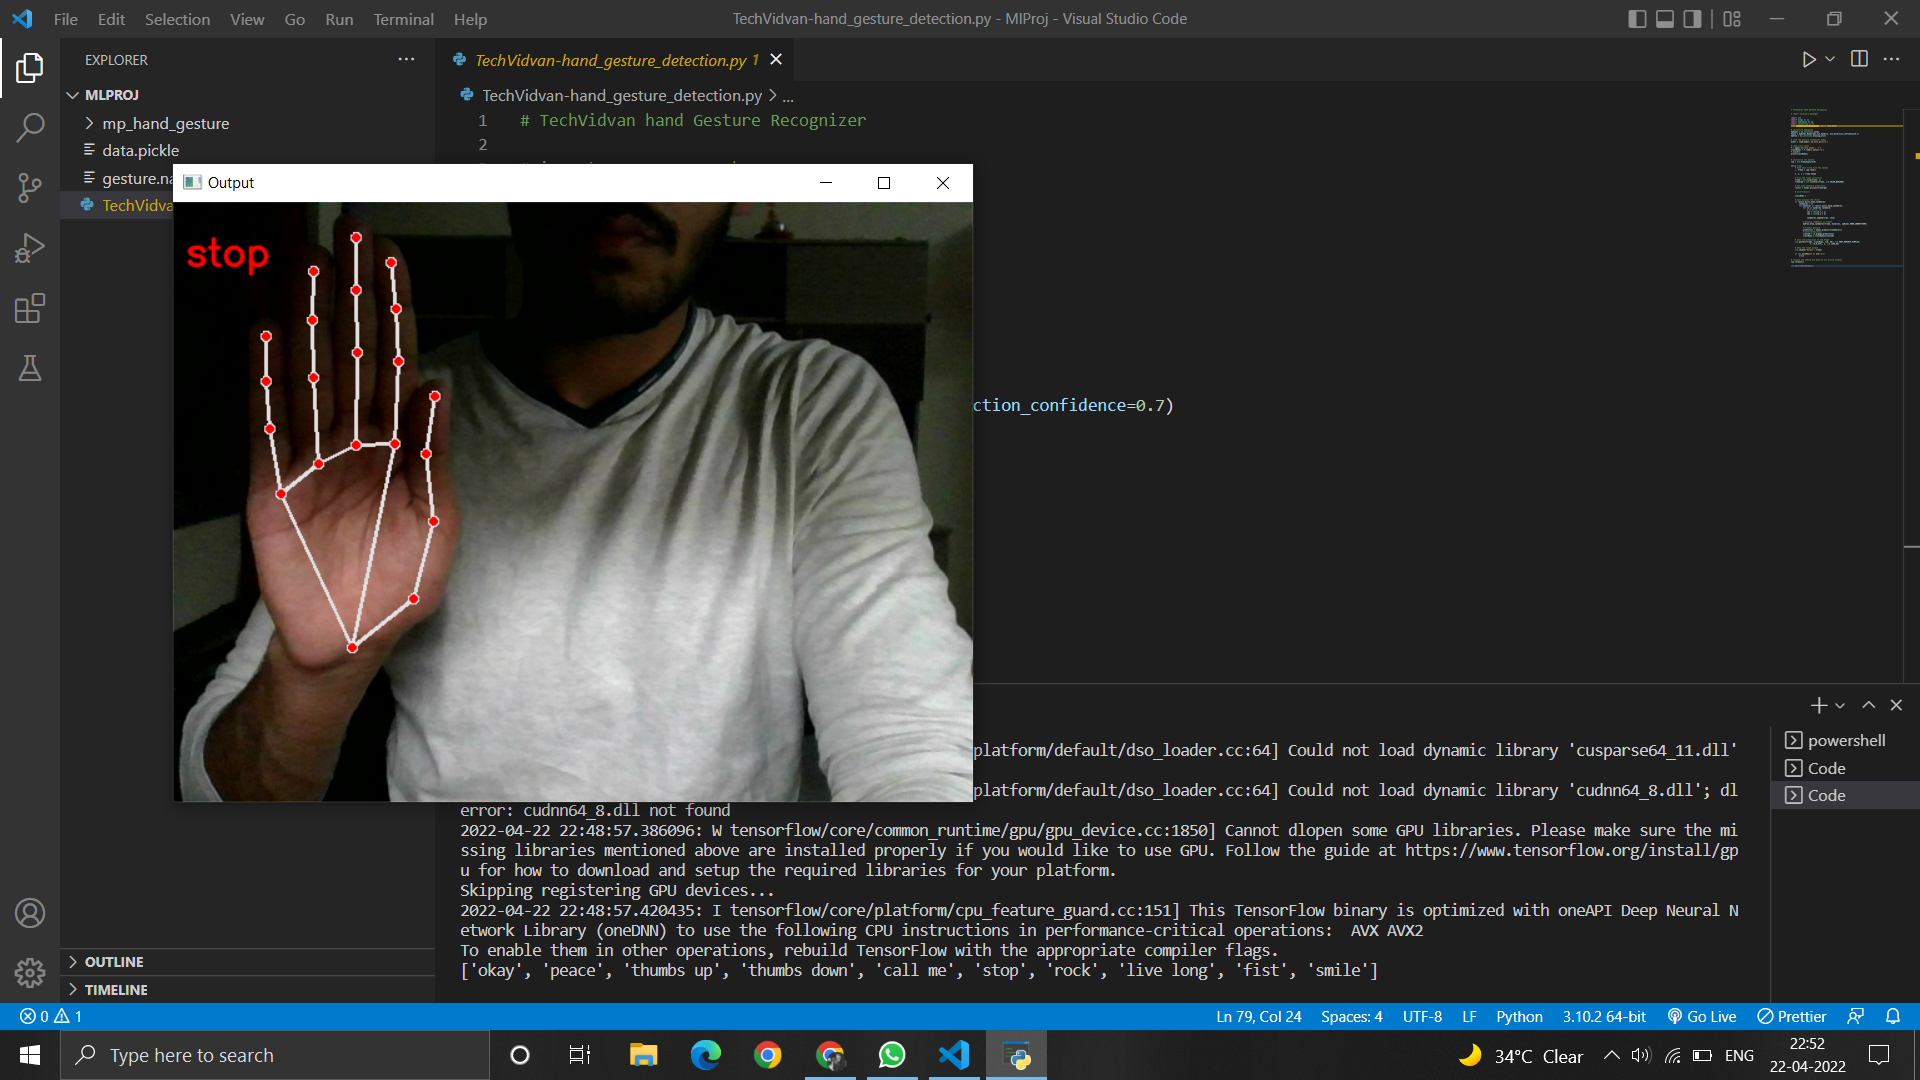 File Edit Selection View Go Run Terminal Help
TechVidvan-hand_gesture_detection.py - MlProj - Visual Studio Code
EXPLORER
MLPROJ
mp_hand_gesture
data.pickle
gesture.na
TechVidva
TechVidvan-hand_gesture_detection.py 1
TechVidvan-hand_gesture_detection.py > ...
1 # TechVidvan hand Gesture Recognizer
2
Output
stop
ction_confidence=0.7)
platform/default/dso_loader.cc:64] Could not load dynamic library 'cusparse64_11.dll'
platform/default/dso_loader.cc:64] Could not load dynamic library 'cudnn64_8.dll'; dl
error: cudnn64_8.dll not found
2022-04-22 22:48:57.386096: W tensorflow/core/common_runtime/gpu/gpu_device.cc:1850] Cannot dlopen some GPU libraries. Please make sure the mi
ssing libraries mentioned above are installed properly if you would like to use GPU. Follow the guide at https://www.tensorflow.org/install/gp
u for how to download and setup the required libraries for your platform.
Skipping registering GPU devices...
2022-04-22 22:48:57.420435: I tensorflow/core/platform/cpu_feature_guard.cc:151] This TensorFlow binary is optimized with oneAPI Deep Neural N
etwork Library (oneDNN) to use the following CPU instructions in performance-critical operations:  AVX AVX2
To enable them in other operations, rebuild TensorFlow with the appropriate compiler flags.
['okay', 'peace', 'thumbs up', 'thumbs down', 'call me', 'stop', 'rock', 'live long', 'fist', 'smile']
powershell
Code
Code
OUTLINE
TIMELINE
0 1
Ln 79, Col 24 Spaces: 4 UTF-8 LF Python 3.10.2 64-bit Go Live Prettier
Type here to search
34°C Clear
ENG
22:52
22-04-2022